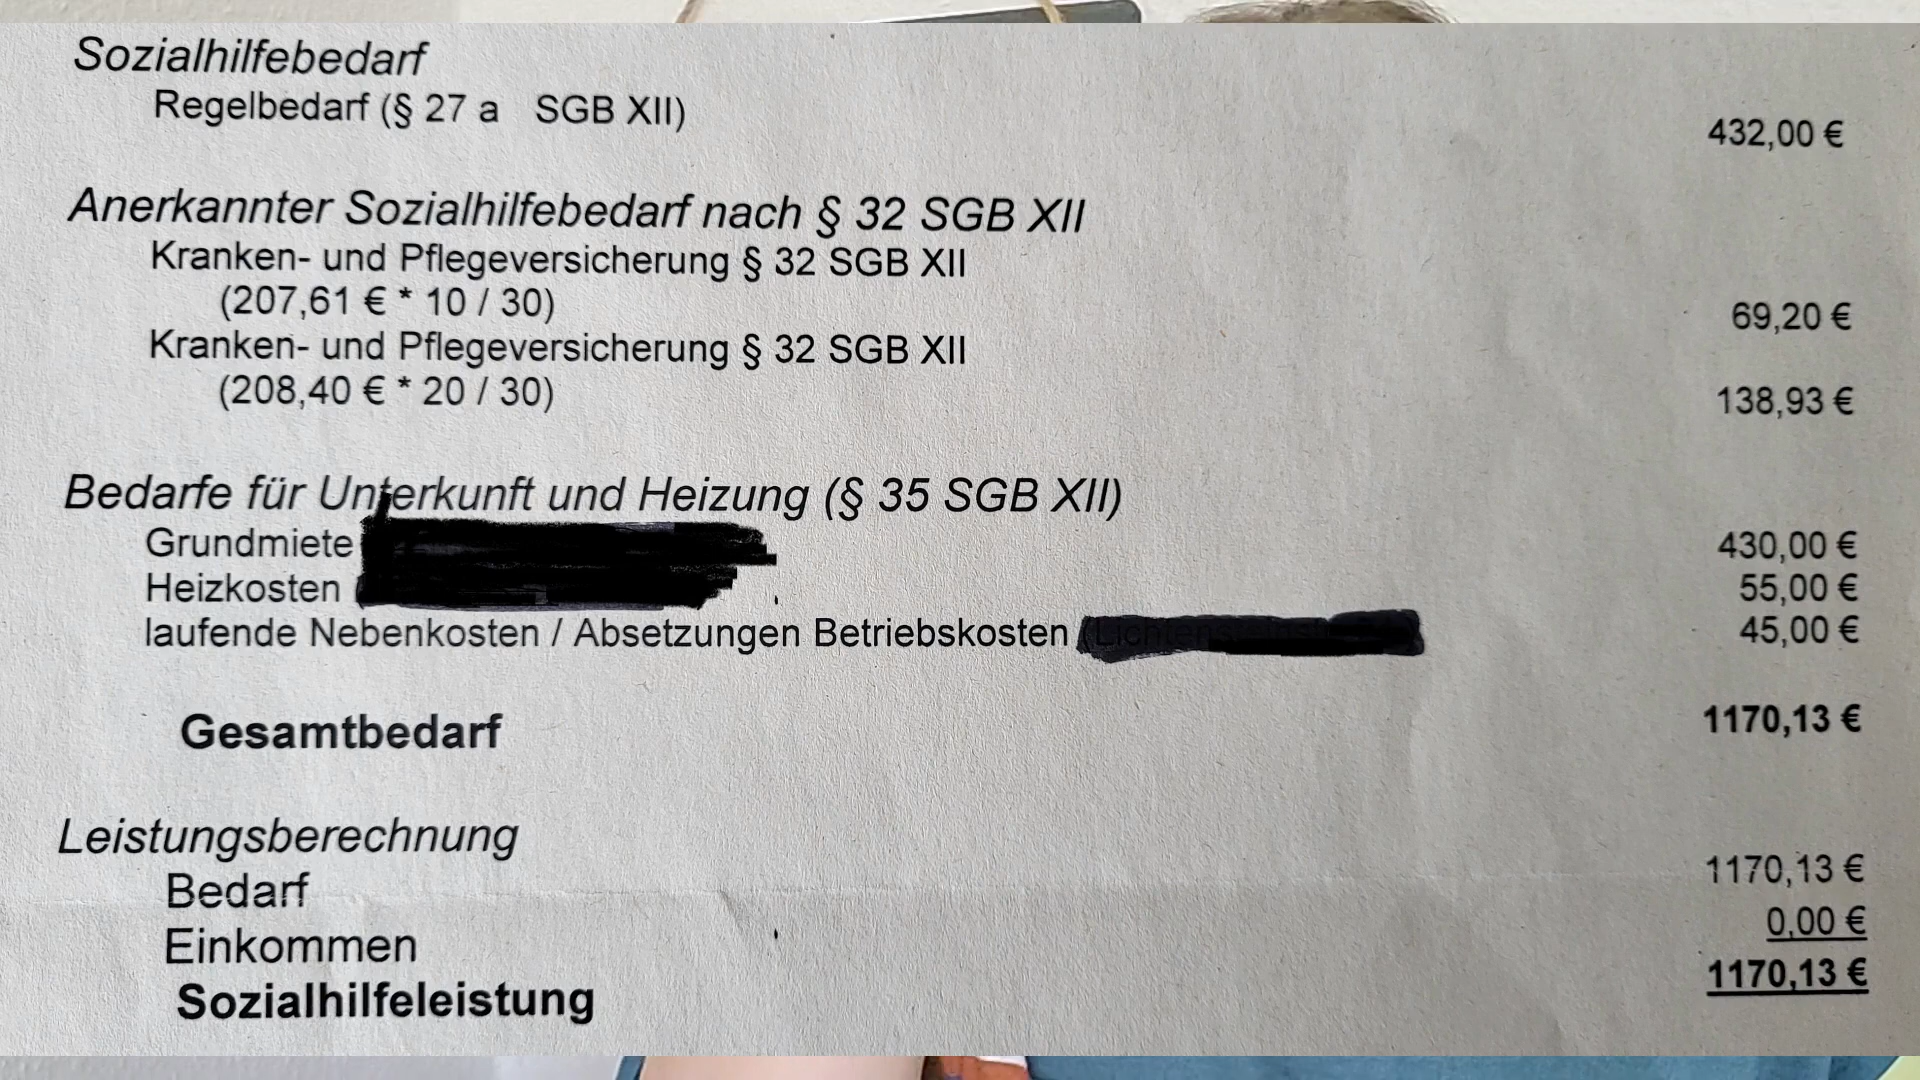 Sozialhilfebedarf
Regelbedarf (§ 27 a SGB XII) 432,00 €
Anerkannter Sozialhilfebedarf nach § 32 SGB XII
Kranken- und Pflegeversicherung § 32 SGB XII
(207,61 € * 10 / 30) 69,20 €
Kranken- und Pflegeversicherung § 32 SGB XII
(208,40 € * 20 / 30) 138,93 €
Bedarfe für Unterkunft und Heizung (§ 35 SGB XII)
Grundmiete 430,00 €
Heizkosten 55,00 €
laufende Nebenkosten / Absetzungen Betriebskosten 45,00 €
Gesamtbedarf 1170,13 €
Leistungsberechnung
Bedarf 1170,13 €
Einkommen 0,00 €
Sozialhilfeleistung 1170,13 €